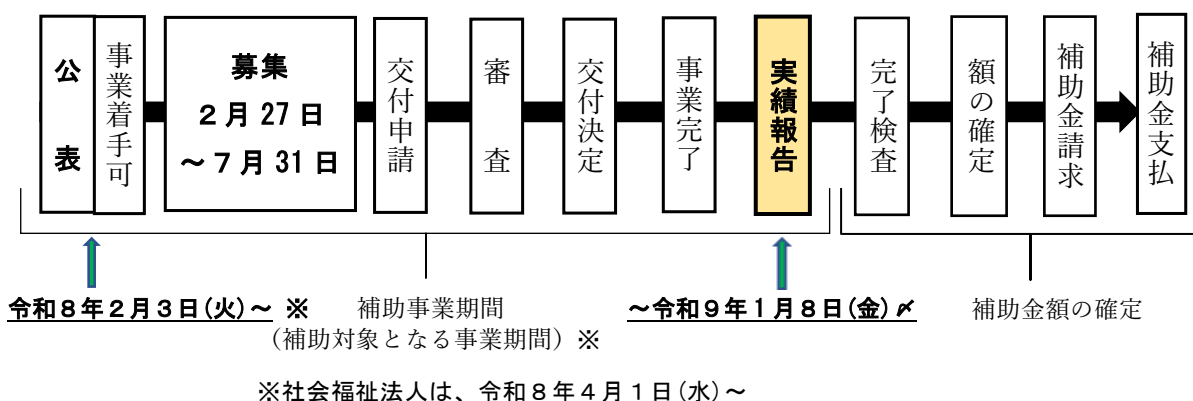 公表
事業着手可
募集
2月27日
～7月31日
交付申請
審査
交付決定
事業完了
実績報告
完了検査
額の確定
補助金請求
補助金支払
令和8年2月3日(火)～ ※
補助事業期間
(補助対象となる事業期間) ※
～令和9年1月8日(金)〆
補助金額の確定
※社会福祉法人は、令和8年4月1日(水)～